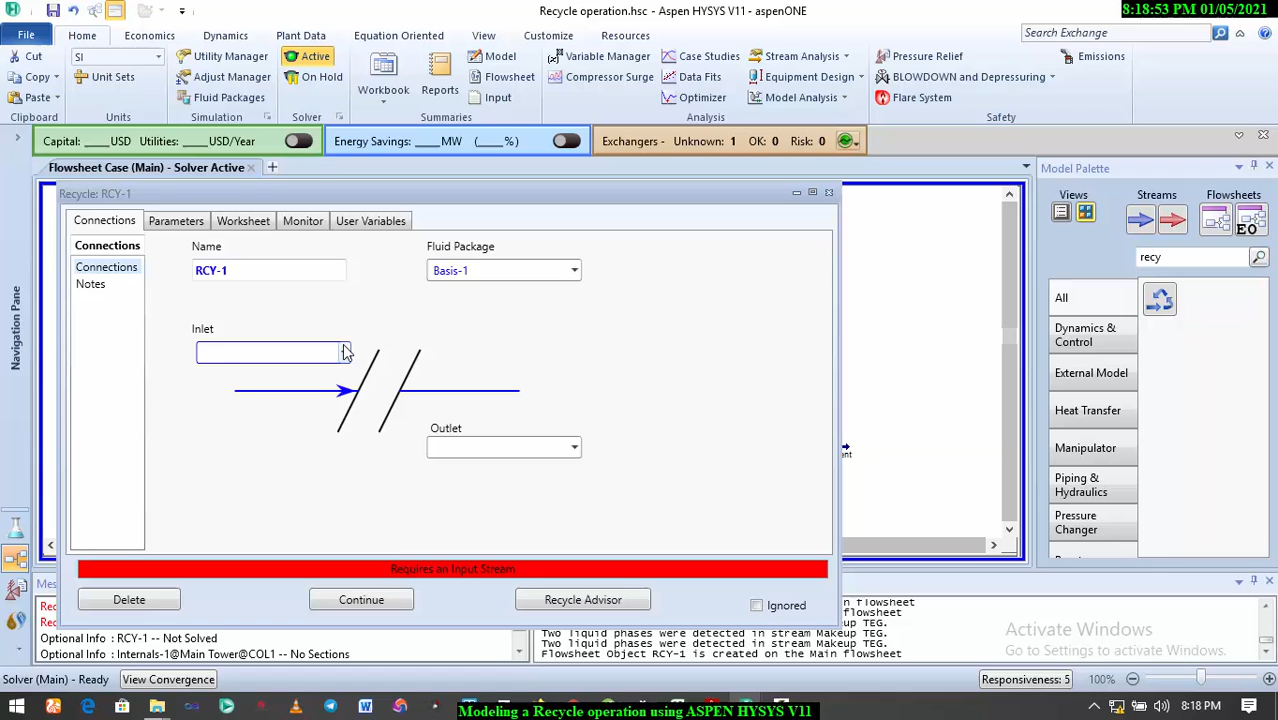 Recycle operation.hsc - Aspen HYSYS V11 - aspenONE
8:18:53 PM 01/05/2021
File
Home
Economics
Dynamics
Plant Data
Equation Oriented
View
Customize
Resources
Search Exchange
Cut
SI
Utility Manager
Active
Model
Variable Manager
Case Studies
Stream Analysis
Pressure Relief
Emissions
Copy
Unit Sets
Adjust Manager
On Hold
Workbook
Reports
Flowsheet
Compressor Surge
Data Fits
Equipment Design
BLOWDOWN and Depressuring
Paste
Fluid Packages
Input
Optimizer
Model Analysis
Flare System
Clipboard
Units
Simulation
Solver
Summaries
Analysis
Safety
Capital: ____ USD Utilities: ____ USD/Year
Energy Savings: ____ MW (____ %)
Exchangers - Unknown: 1 OK: 0 Risk: 0
Flowsheet Case (Main) - Solver Active
Model Palette
Recycle: RCY-1
Views
Streams
Flowsheets
EO
Connections
Parameters
Worksheet
Monitor
User Variables
Connections
Connections
Notes
Name
RCY-1
Fluid Package
Basis-1
Inlet
Outlet
Navigation Pane
recy
All
Dynamics &
Control
External Model
Heat Transfer
Manipulator
Piping &
Hydraulics
Pressure
Changer
Requires an Input Stream
Delete
Continue
Recycle Advisor
Ignored
Optional Info : RCY-1 -- Not Solved
Optional Info : Internals-1@Main Tower@COL1 -- No Sections
Two liquid phases were detected in stream Makeup TEG.
Two liquid phases were detected in stream Makeup TEG.
Flowsheet Object RCY-1 is created on the Main flowsheet
Activate Windows
Go to Settings to activate Windows.
Solver (Main) - Ready
View Convergence
Responsiveness: 5
100%
8:18 PM
Modeling a Recycle operation using ASPEN HYSYS V11